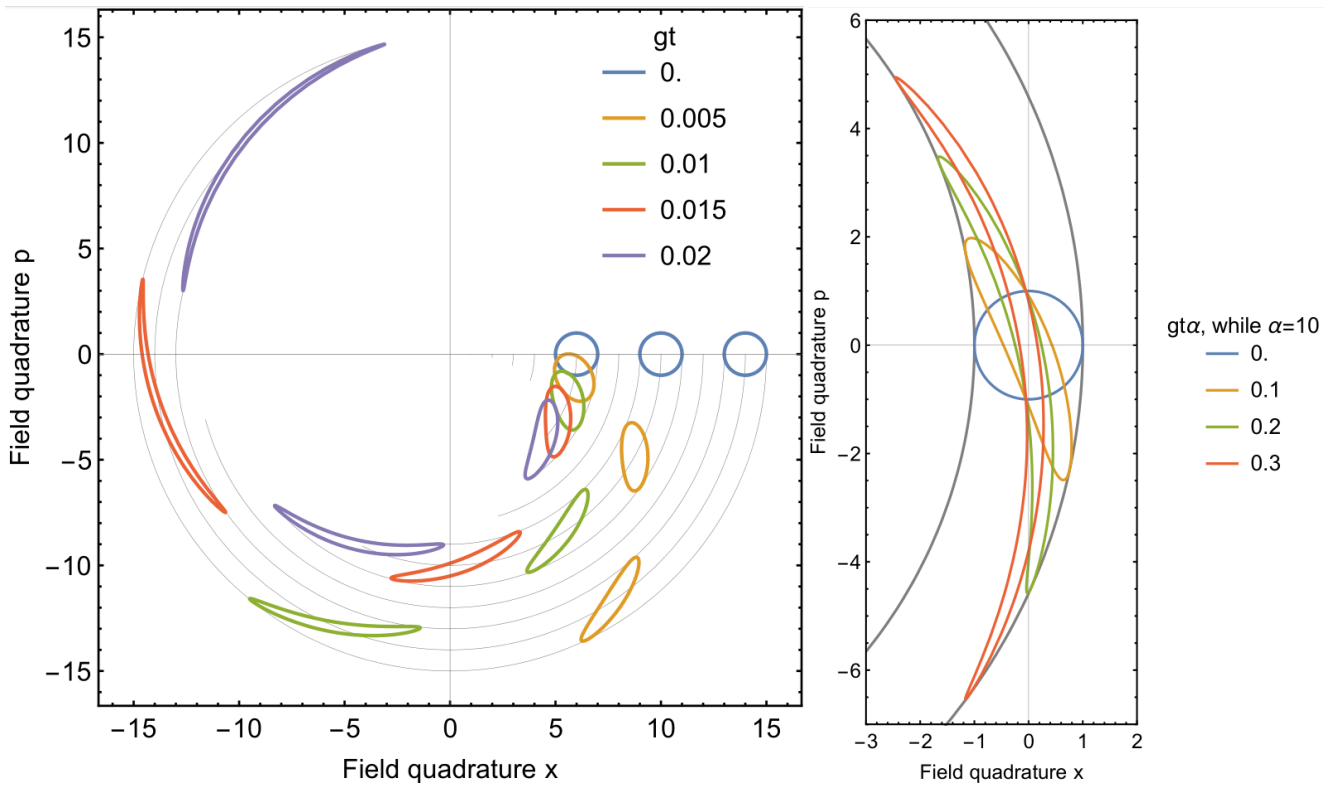 gt
0.
0.005
0.01
0.015
0.02
15
10
5
0
−5
−10
−15
−15 −10 −5 0 5 10 15
Field quadrature p
Field quadrature x
6
4
2
0
−2
−4
−6
−3 −2 −1 0 1 2
Field quadrature p
Field quadrature x
gtα, while α=10
0.
0.1
0.2
0.3